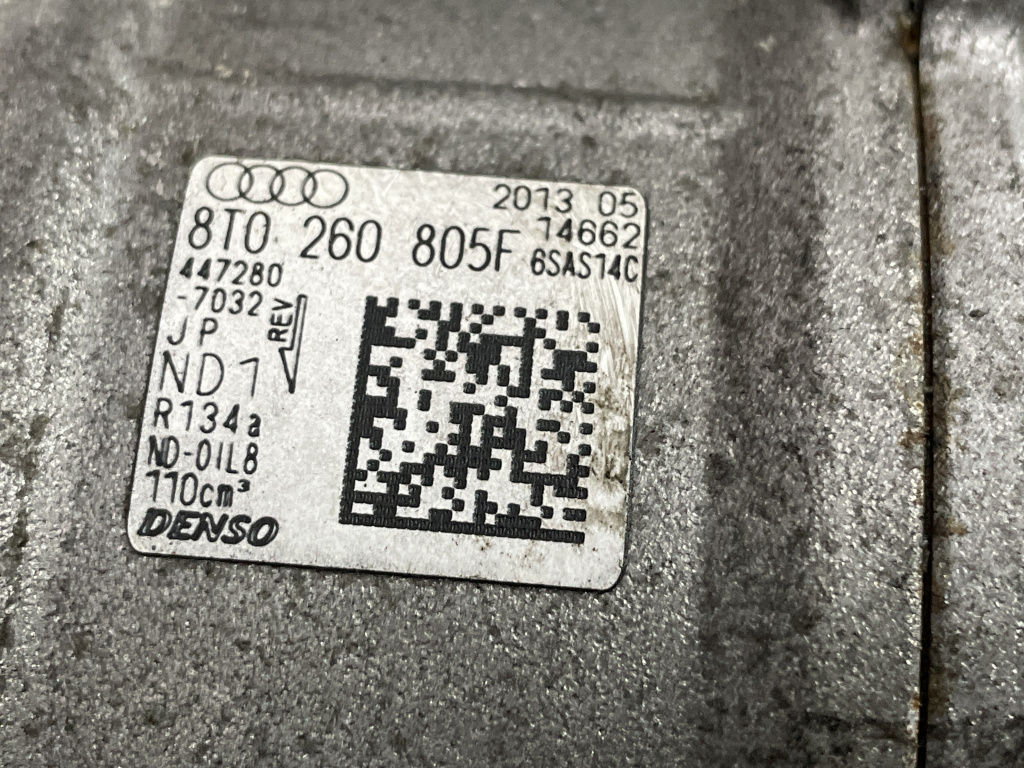 2013 05
14662
8T0 260 805F 6SAS14C
447280
-7032
REV
JP
ND1
R134a
ND-OIL8
110cm³
DENSO